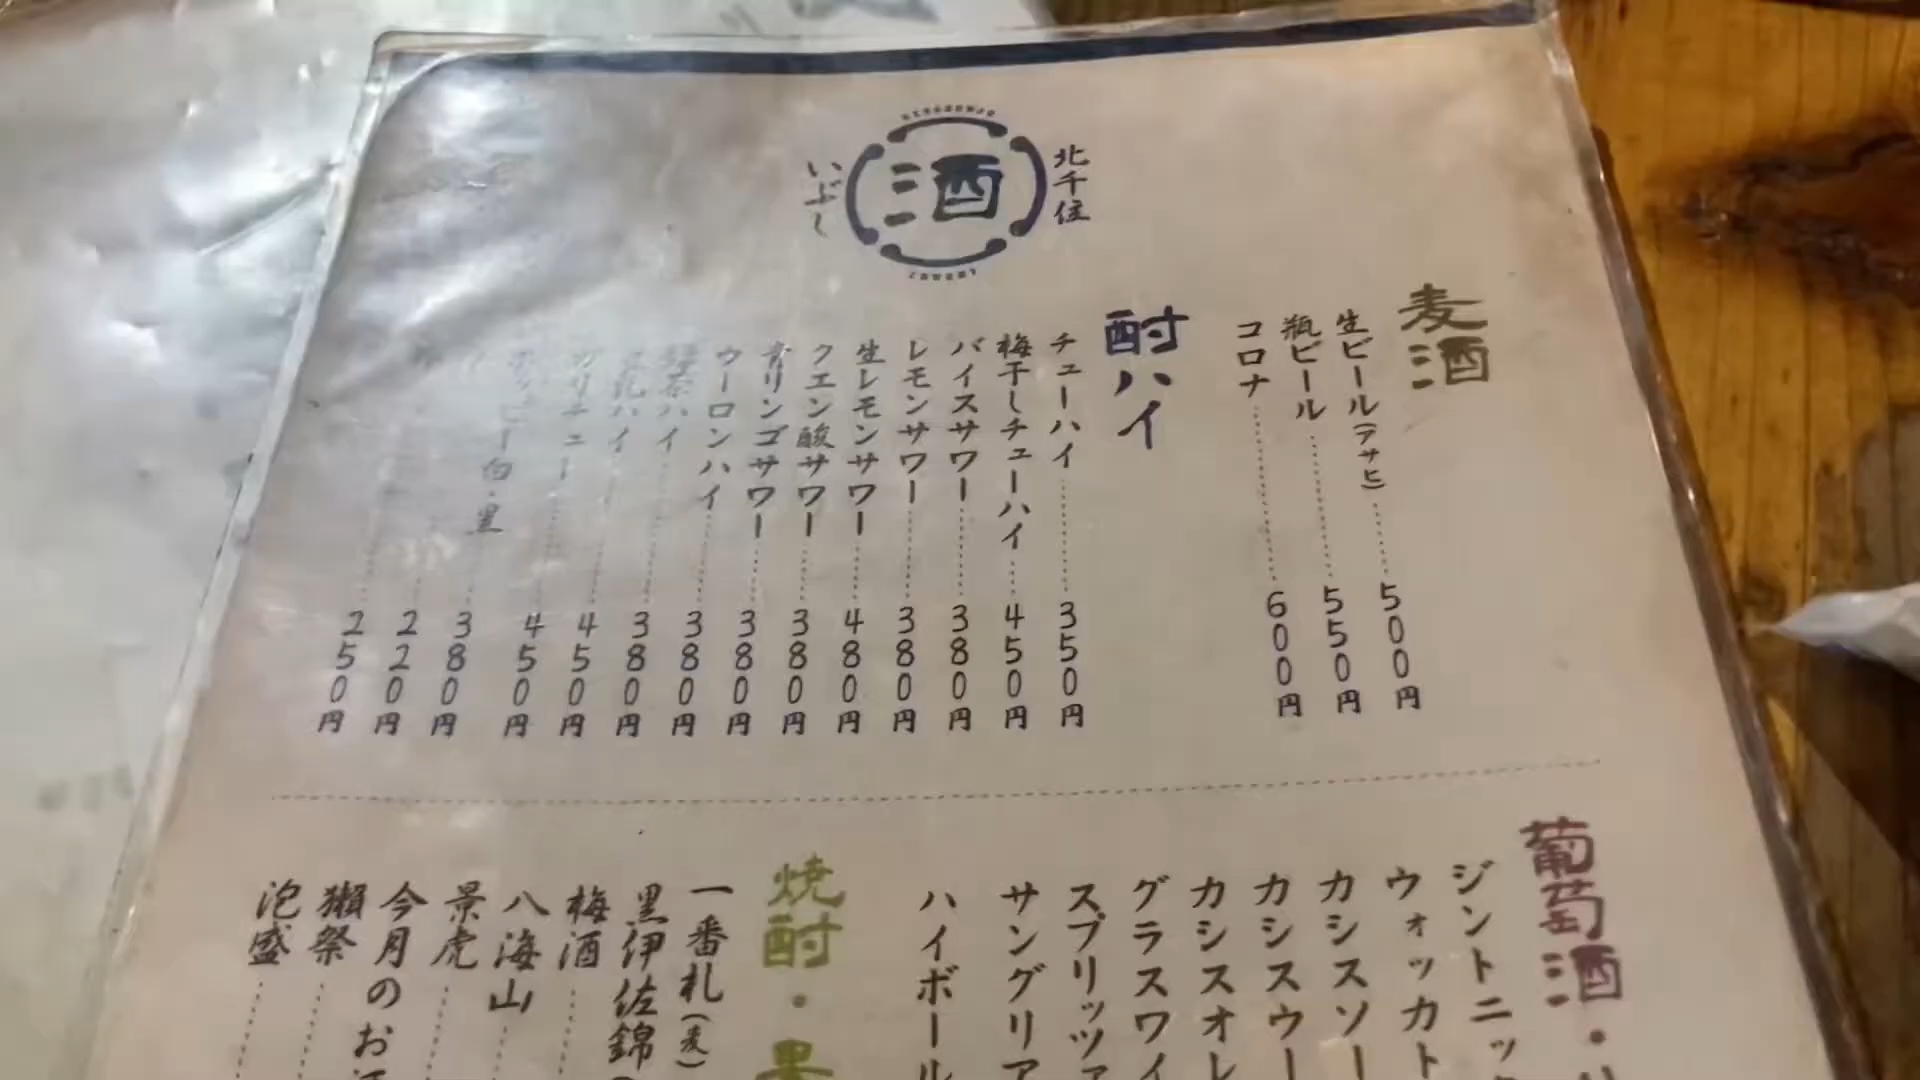 北千住
酒
いぶし
麦酒
生ビール(アサヒ) 500円
瓶ビール 550円
コロナ 600円
酎ハイ
チューハイ 350円
梅干しチューハイ 450円
バイスサワー 380円
レモンサワー 380円
生レモンサワー 480円
クエン酸サワー 380円
青リンゴサワー 380円
ウーロンハイ 380円
緑茶ハイ 380円
ハイ 380円
カリチュー 450円
ホッピー白・黒 450円
380円
220円
250円
葡萄酒・
ジントニッ
ウォッカト
カシスソー
カシスウー
カシスオレ
グラスワイ
スプリッツァ
サングリア
ハイボール
焼酎・
一番札(麦)
黒伊佐錦
梅酒
八海山
景虎
今月のお
獺祭
泡盛